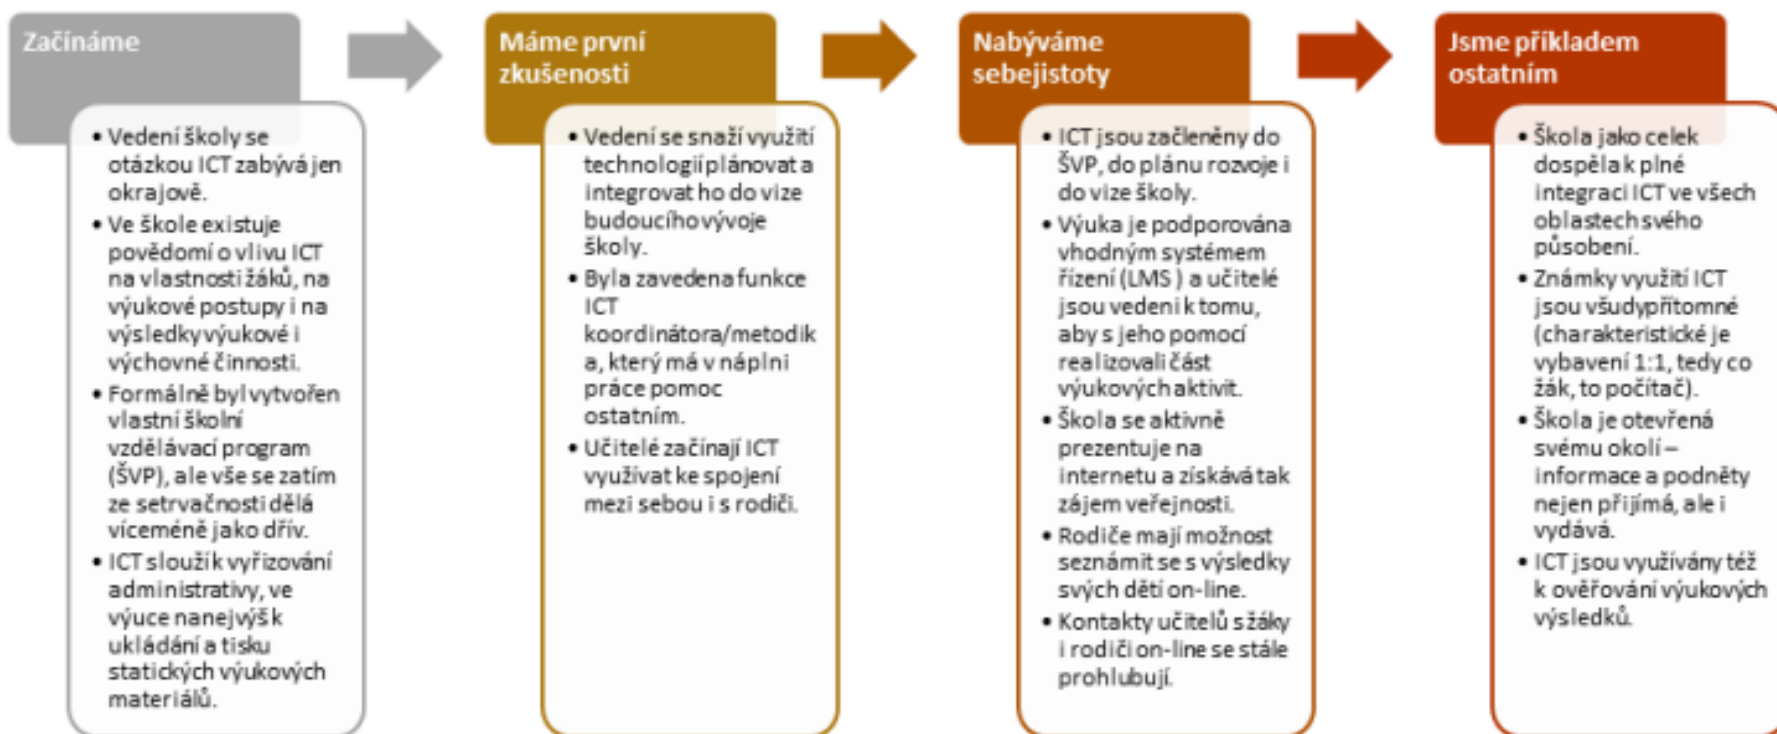 Začínáme
• Vedení školy se
otázkou ICT zabývá jen
okrajově.
• Ve škole existuje
povědomí o vlivu ICT
na vlastnosti žáků, na
výukové postupy i na
výsledky výukové i
výchovné činnosti.
• Formálně byl vytvořen
vlastní školní
vzdělávací program
(ŠVP), ale vše se zatím
ze setrvačnosti dělá
víceméně jako dřív.
• ICT slouží k vyřizování
administrativy, ve
výuce nanejvýš k
ukládání a tisku
statických výukových
materiálů.
Máme první
zkušenosti
• Vedení se snaží využití
technologií plánovat a
integrovat ho do vize
budoucího vývoje
školy.
• Byla zavedena funkce
ICT
koordinátora/metodik
a, který má v náplni
práce pomoc
ostatním.
• Učitelé začínají ICT
využívat ke spojení
mezi sebou i s rodiči.
Nabýváme
sebejistoty
• ICT jsou začleněny do
ŠVP, do plánu rozvoje i
do vize školy.
• Výuka je podporována
vhodným systémem
řízení (LMS ) a učitelé
jsou vedeni k tomu,
aby s jeho pomocí
realizovali část
výukových aktivit.
• Škola se aktivně
prezentuje na
internetu a získává tak
zájem veřejnosti.
• Rodiče mají možnost
seznámit se s výsledky
svých dětí on-line.
• Kontakty učitelů s žáky
i rodiči on-line se stále
prohlubují.
Jsme příkladem
ostatním
• Škola jako celek
dospěla k plné
integraci ICT ve všech
oblastech svého
působení.
• Známky využití ICT
jsou všudypřítomné
(charakteristické je
vybavení 1:1, tedy co
žák, to počítač).
• Škola je otevřená
svému okolí –
informace a podněty
nejen přijímá, ale i
vydává.
• ICT jsou využívány též
k ověřování výukových
výsledků.